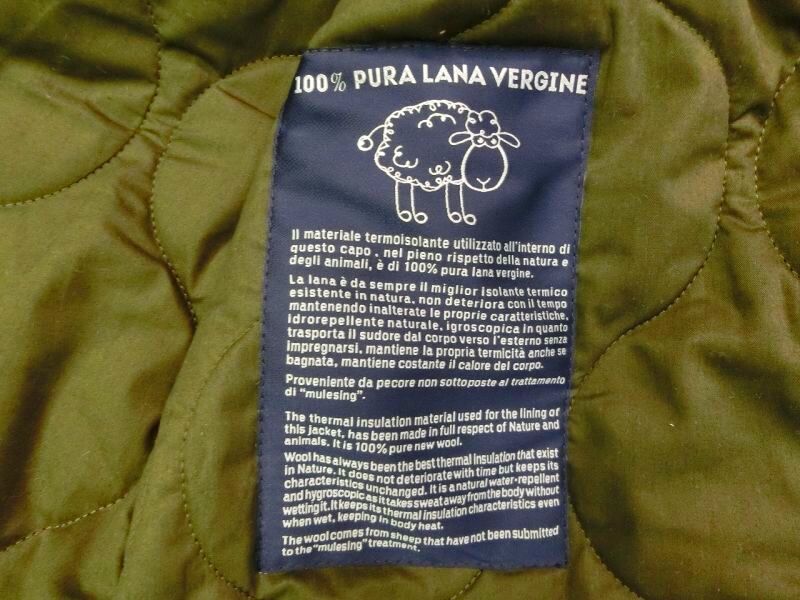 100% PURA LANA VERGINE
Il materiale termoisolante utilizzato all'interno di
questo capo, nel pieno rispetto della natura e
degli animali, è di 100% pura lana vergine.
La lana è da sempre il miglior isolante termico
esistente in natura, non deteriora con il tempo
mantenendo inalterate le proprie caratteristiche,
idrorepellente naturale, igroscopica in quanto
trasporta il sudore dal corpo verso l'esterno senza
impregnarsi, mantiene la propria termicità anche se
bagnata, mantiene costante il calore del corpo.
Proveniente da pecore non sottoposte al trattamento
di "mulesing".
The thermal insulation material used for the lining of
this jacket, has been made in full respect of Nature and
animals. It is 100% pure new wool.
Wool has always been the best thermal insulation that exist
in Nature. It does not deteriorate with time but keeps its
characteristics unchanged. It is a natural water-repellent
and hygroscopic as it takes sweat away from the body without
wetting it. It keeps its thermal insulation characteristics even
when wet, keeping in body heat.
The wool comes from sheep that have not been submitted
to the "mulesing" treatment.